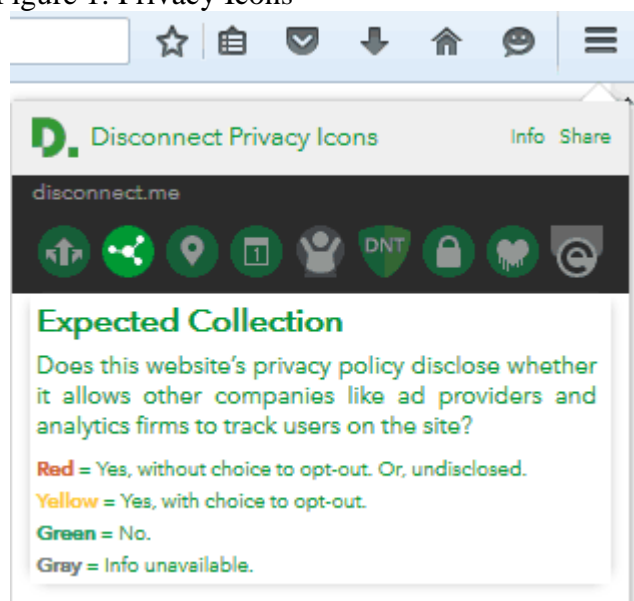 Figure 1: Privacy Icons
D. Disconnect Privacy Icons Info Share
disconnect.me
1 DNT
Expected Collection
Does this website's privacy policy disclose whether
it allows other companies like ad providers and
analytics firms to track users on the site?
Red = Yes, without choice to opt-out. Or, undisclosed.
Yellow = Yes, with choice to opt-out.
Green = No.
Gray = Info unavailable.